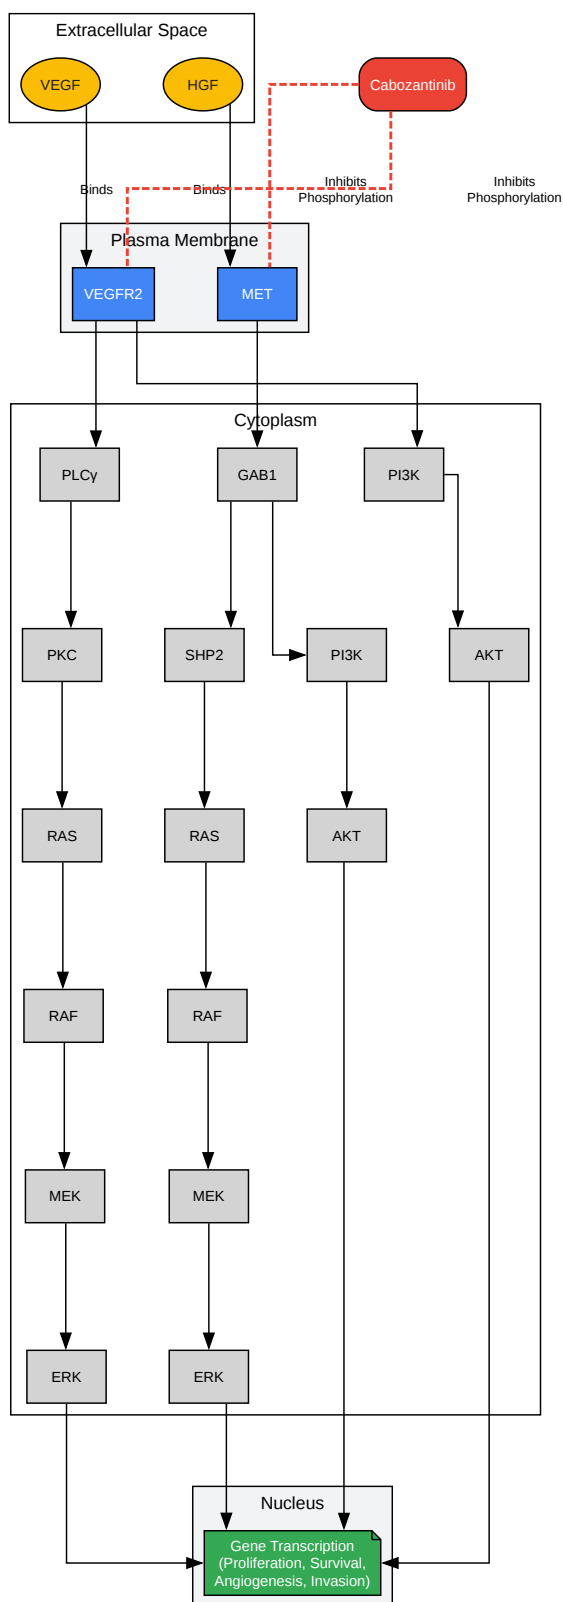 Extracellular Space
VEGF
HGF
Cabozantinib
Binds
Binds
Inhibits
Phosphorylation
Inhibits
Phosphorylation
Plasma Membrane
VEGFR2
MET
Cytoplasm
PLCγ
GAB1
PI3K
PKC
SHP2
PI3K
AKT
RAS
RAS
AKT
RAF
RAF
MEK
MEK
ERK
ERK
Nucleus
Gene Transcription
(Proliferation, Survival,
Angiogenesis, Invasion)